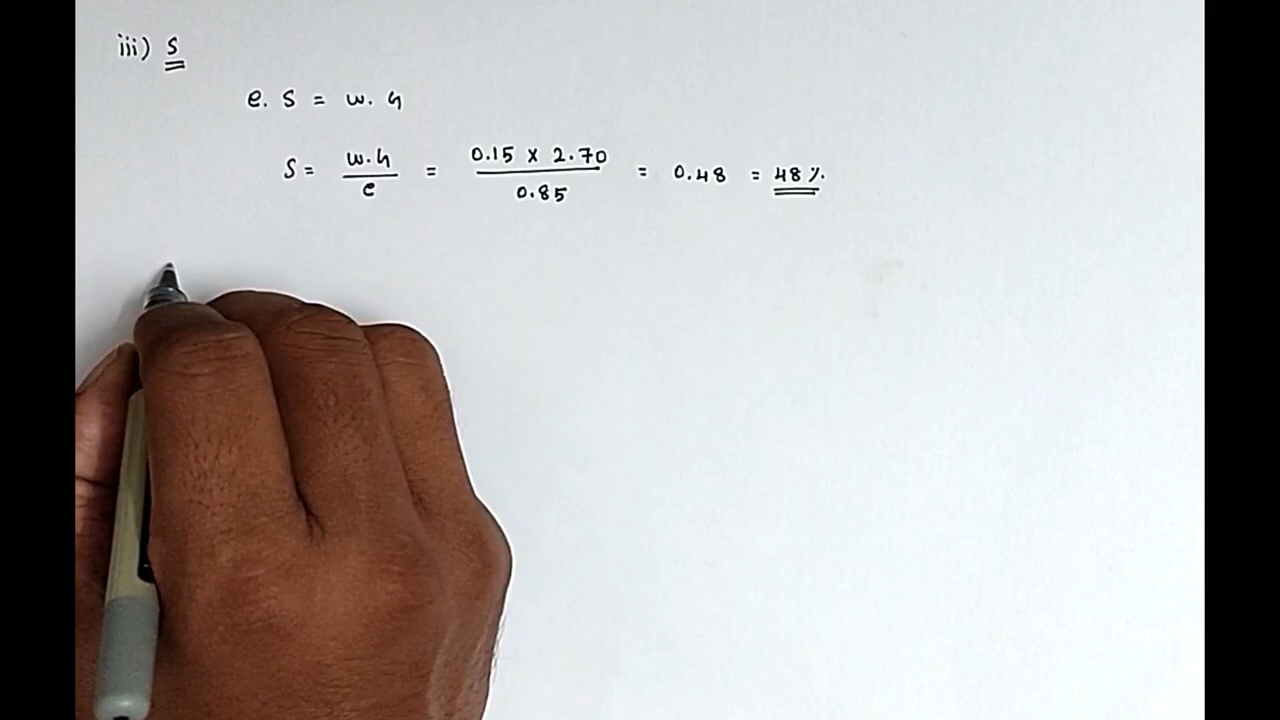 iii) S
e. S = w. G
S = w.G / e = 0.15 x 2.70 / 0.85 = 0.48 = 48 %.